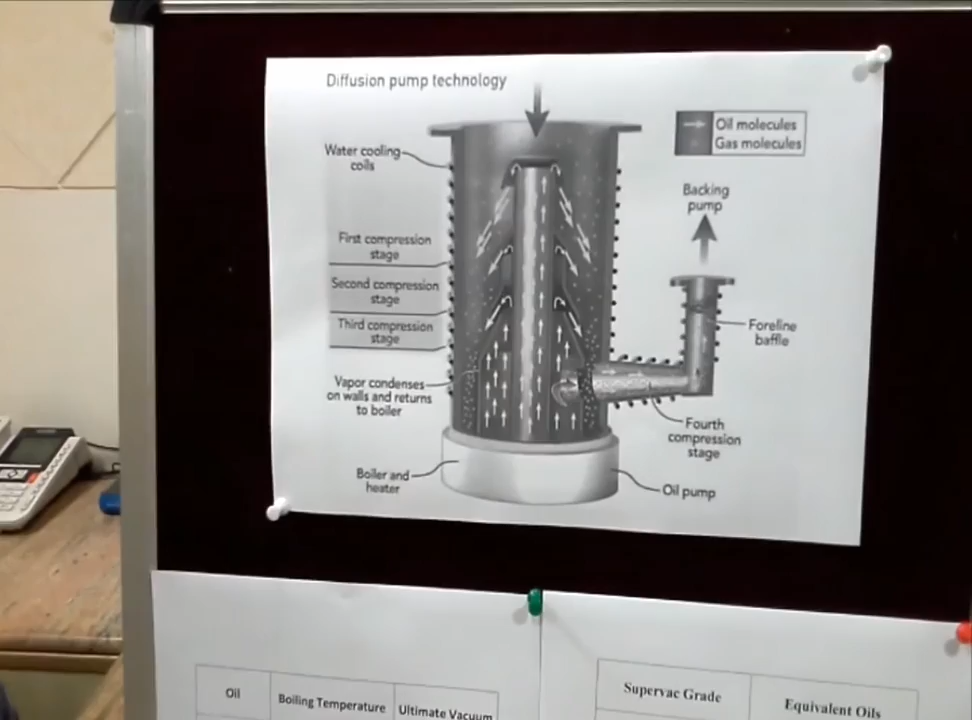 Diffusion pump technology
Oil molecules
Gas molecules
Water cooling
coils
Backing
pump
First compression
stage
Second compression
stage
Third compression
stage
Foreline
baffle
Vapor condenses
on walls and returns
to boiler
Fourth
compression
stage
Boiler and
heater
Oil pump
Oil
Boiling Temperature
Ultimate Vacuum
Supervac Grade
Equivalent Oils